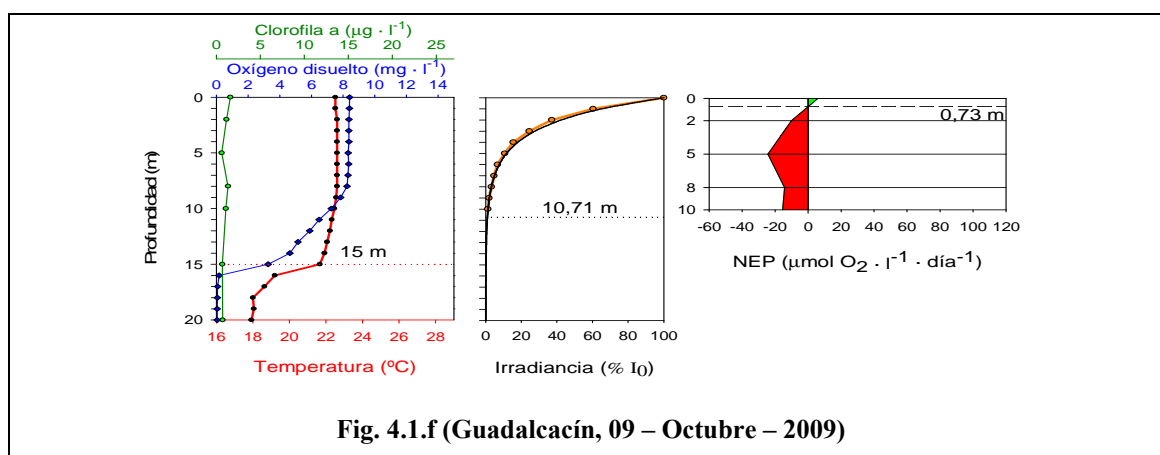 Clorofila a (µg · l⁻¹)
0 5 10 15 20 25
Oxígeno disuelto (mg · l⁻¹)
0 2 4 6 8 10 12 14
Profundidad (m)
0
5
10
15
20
15 m
16 18 20 22 24 26 28
Temperatura (ºC)
10,71 m
0 20 40 60 80 100
Irradiancia (% I₀)
0
2
5
8
10
0,73 m
-60 -40 -20 0 20 40 60 80 100 120
NEP (µmol O₂ · l⁻¹ · día⁻¹)
Fig. 4.1.f (Guadalcacín, 09 – Octubre – 2009)